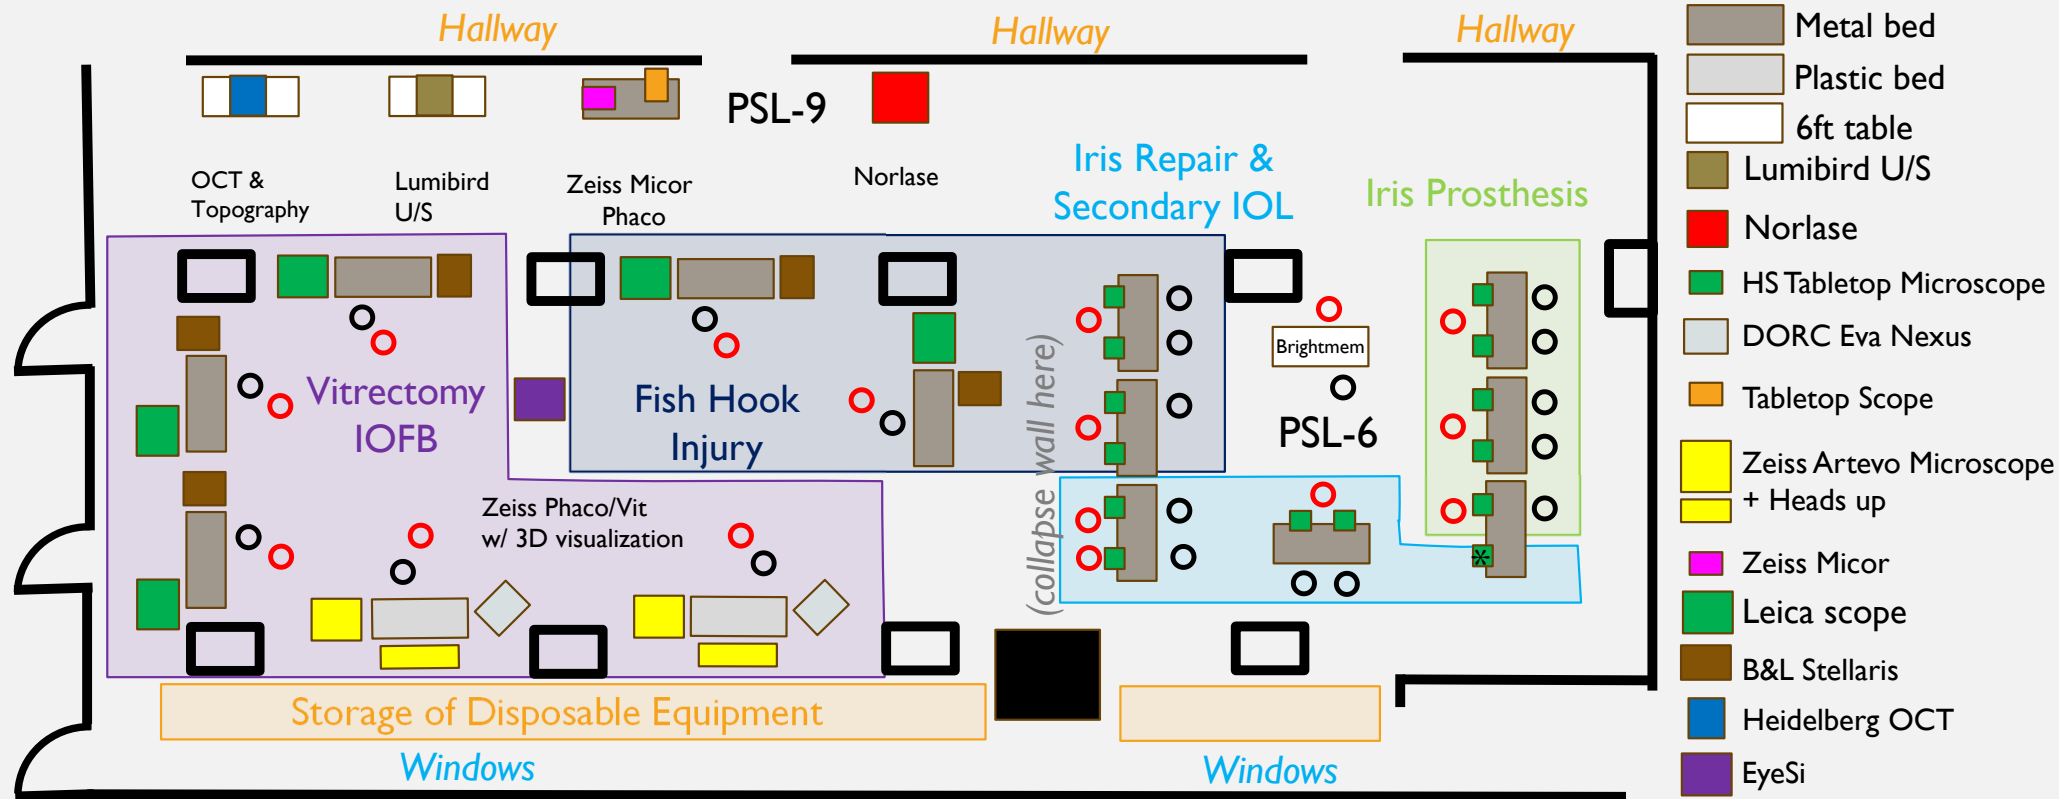 Hallway
Hallway
Hallway
PSL-9
OCT &
Topography
Lumibird
U/S
Zeiss Micor
Phaco
Norlase
Iris Repair &
Secondary IOL
Iris Prosthesis
Vitrectomy
IOFB
Fish Hook
Injury
(collapse wall here)
Brightmem
PSL-6
Zeiss Phaco/Vit
w/ 3D visualization
*
Storage of Disposable Equipment
Windows
Windows
Metal bed
Plastic bed
6ft table
Lumibird U/S
Norlase
HS Tabletop Microscope
DORC Eva Nexus
Tabletop Scope
Zeiss Artevo Microscope
+ Heads up
Zeiss Micor
Leica scope
B&L Stellaris
Heidelberg OCT
EyeSi